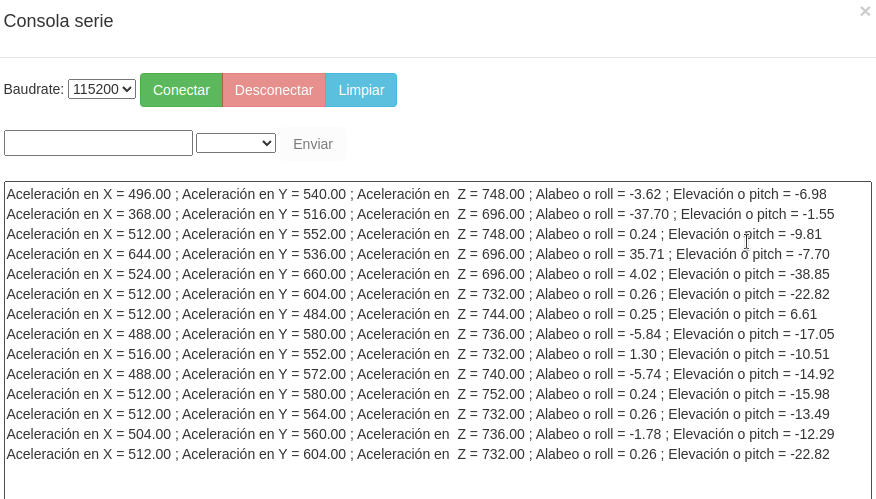 Consola serie
×
Baudrate: 115200 Conectar Desconectar Limpiar
Enviar
Aceleración en X = 496.00 ; Aceleración en Y = 540.00 ; Aceleración en  Z = 748.00 ; Alabeo o roll = -3.62 ; Elevación o pitch = -6.98
Aceleración en X = 368.00 ; Aceleración en Y = 516.00 ; Aceleración en  Z = 696.00 ; Alabeo o roll = -37.70 ; Elevación o pitch = -1.55
Aceleración en X = 512.00 ; Aceleración en Y = 552.00 ; Aceleración en  Z = 748.00 ; Alabeo o roll = 0.24 ; Elevación o pitch = -9.81
Aceleración en X = 644.00 ; Aceleración en Y = 536.00 ; Aceleración en  Z = 696.00 ; Alabeo o roll = 35.71 ; Elevación o pitch = -7.70
Aceleración en X = 524.00 ; Aceleración en Y = 660.00 ; Aceleración en  Z = 696.00 ; Alabeo o roll = 4.02 ; Elevación o pitch = -38.85
Aceleración en X = 512.00 ; Aceleración en Y = 604.00 ; Aceleración en  Z = 732.00 ; Alabeo o roll = 0.26 ; Elevación o pitch = -22.82
Aceleración en X = 512.00 ; Aceleración en Y = 484.00 ; Aceleración en  Z = 744.00 ; Alabeo o roll = 0.25 ; Elevación o pitch = 6.61
Aceleración en X = 488.00 ; Aceleración en Y = 580.00 ; Aceleración en  Z = 736.00 ; Alabeo o roll = -5.84 ; Elevación o pitch = -17.05
Aceleración en X = 516.00 ; Aceleración en Y = 552.00 ; Aceleración en  Z = 732.00 ; Alabeo o roll = 1.30 ; Elevación o pitch = -10.51
Aceleración en X = 488.00 ; Aceleración en Y = 572.00 ; Aceleración en  Z = 740.00 ; Alabeo o roll = -5.74 ; Elevación o pitch = -14.92
Aceleración en X = 512.00 ; Aceleración en Y = 580.00 ; Aceleración en  Z = 752.00 ; Alabeo o roll = 0.24 ; Elevación o pitch = -15.98
Aceleración en X = 512.00 ; Aceleración en Y = 564.00 ; Aceleración en  Z = 732.00 ; Alabeo o roll = 0.26 ; Elevación o pitch = -13.49
Aceleración en X = 504.00 ; Aceleración en Y = 560.00 ; Aceleración en  Z = 736.00 ; Alabeo o roll = -1.78 ; Elevación o pitch = -12.29
Aceleración en X = 512.00 ; Aceleración en Y = 604.00 ; Aceleración en  Z = 732.00 ; Alabeo o roll = 0.26 ; Elevación o pitch = -22.82